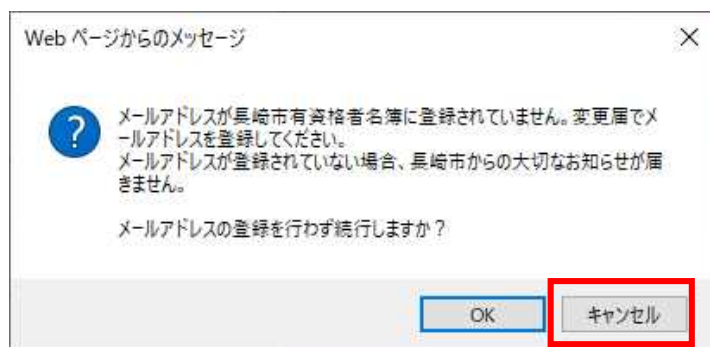 Web ページからのメッセージ
メールアドレスが長崎市有資格者名簿に登録されていません。変更届でメ
ールアドレスを登録してください。
メールアドレスが登録されていない場合、長崎市からの大切なお知らせが届
きません。
メールアドレスの登録を行わず続行しますか？
OK
キャンセル